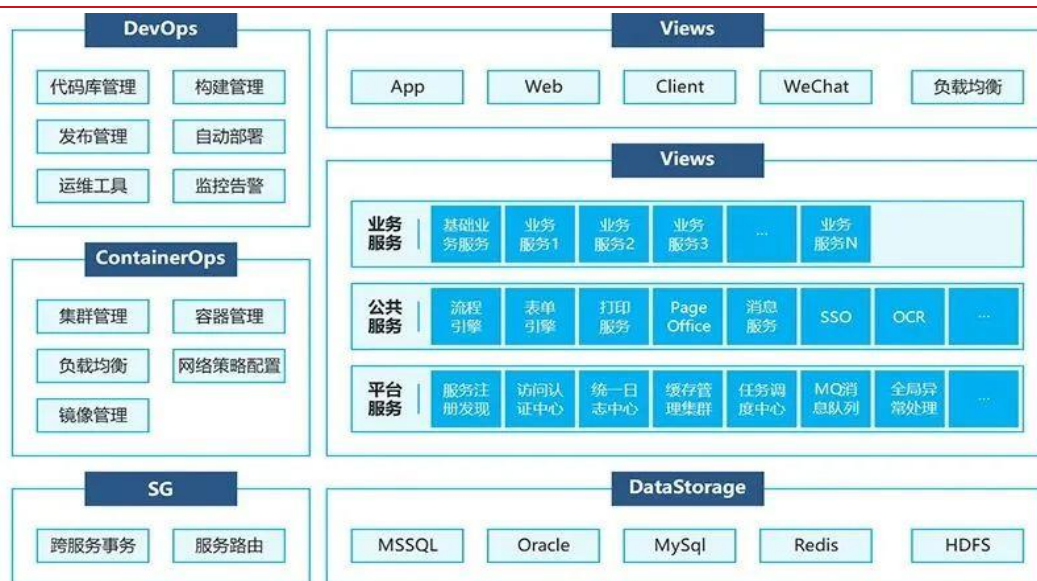 DevOps
代码库管理
构建管理
发布管理
自动部署
运维工具
监控告警
ContainerOps
集群管理
容器管理
负载均衡
网络策略配置
镜像管理
SG
跨服务事务
服务路由
Views
App
Web
Client
WeChat
负载均衡
Views
业务
服务
基础业
务服务
业务
服务1
业务
服务2
业务
服务3
...
业务
服务N
公共
服务
流程
引擎
表单
引擎
打印
服务
Page
Office
消息
服务
SSO
OCR
...
平台
服务
服务注
册发现
访问认
证中心
统一日
志中心
缓存管
理集群
任务调
度中心
MQ消
息队列
全局异
常处理
...
DataStorage
MSSQL
Oracle
MySql
Redis
HDFS